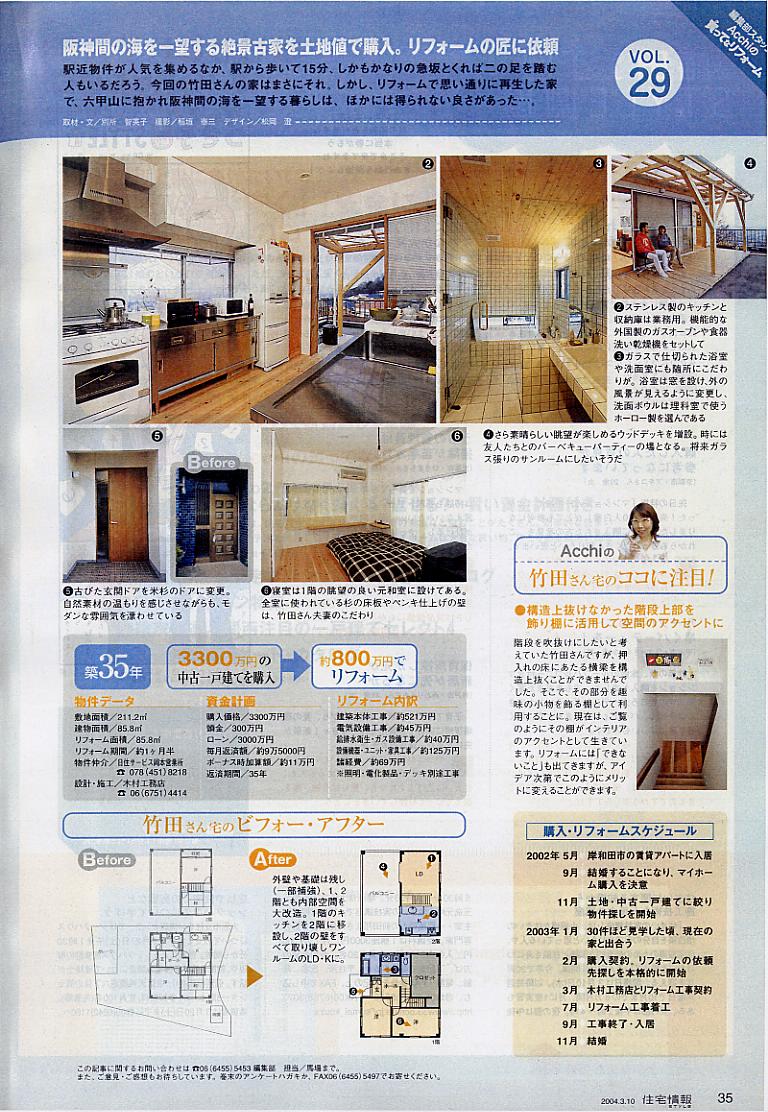 編集部スタッフ
Acchiの
買ってもリフォーム
阪神間の海を一望する絶景古家を土地値で購入。リフォームの匠に依頼
駅近物件が人気を集めるなか、駅から歩いて15分、しかもかなりの急坂とくれば二の足を踏む
人もいるだろう。今回の竹田さんの家はまさにそれ。しかし、リフォームで思い通りに再生した家
で、六甲山に抱かれ阪神間の海を一望する暮らしは、ほかには得られない良さがあった…。
VOL.
29
2
3
4
❷ステンレス製のキッチンと
収納庫は業務用。機能的な
外国製のガスオーブンや食器
洗い乾燥機をセットして
❸ガラスで仕切られた浴室
や洗面室にも随所にこだわ
りが。浴室は窓を設け、外の
風景が見えるように変更し、
洗面ボウルは理科室で使う
ホーロー製を選んである
❹さら素晴らしい眺望が楽しめるウッドデッキを増設。時には
友人たちとのバーベキューパーティーの場となる。将来ガラ
ス張りのサンルームにしたいそうだ
5
Before
6
❺古びた玄関ドアを米杉のドアに変更。
自然素材の温もりを感じさせながらも、モ
ダンな雰囲気を漂わせている
❻寝室は1階の眺望の良い元和室に設けてある。
全室に使われている杉の床板やペンキ仕上げの壁
は、竹田さん夫妻のこだわり
Acchiの
竹田さん宅のココに注目!
●構造上抜けなかった階段上部を
飾り棚に活用して空間のアクセントに
階段を吹抜けにしたいと考
えていた竹田さんですが、押
入れの床にあたる横梁を構
造上抜くことができませんで
した。そこで、その部分を趣
味の小物を飾る棚として利
用することに。現在は、ご覧
のようにその棚がインテリア
のアクセントとして生きていま
す。リフォームには「できな
いこと」も出てきますが、アイ
デア次第でこのようにメリッ
トに変えることができます。
築35年
3300万円の
中古一戸建てを購入
約800万円で
リフォーム
物件データ
敷地面積／211.2㎡
建物面積／85.8㎡
リフォーム面積／85.8㎡
リフォーム期間／約1ヶ月半
物件仲介／日住サービス岡本営業所
☎ 078(451)8218
設計・施工／木村工務店
☎ 06(6751)4414
資金計画
購入価格／3300万円
頭金／300万円
ローン／3000万円
毎月返済額／約9万5000円
ボーナス時加算額／約11万円
返済期間／35年
リフォーム内訳
建築本体工事／約521万円
電気設備工事／約45万円
給排水衛生・ガス設備工事／約40万円
設備機器・ユニット・家具工事／約125万円
諸経費／約69万円
※照明・電化製品・デッキ別途工事
竹田さん宅のビフォー・アフター
Before
After
外壁や基礎は残し
(一部補強)、1、2
階とも内部空間を
大改造。1階のキ
ッチンを2階に移
設し、2階の壁をす
べて取り壊しワン
ルームのLD・Kに。
バルコニー
バルコニー
LD
K
1
2
4
2階
3
5
6
クロゼット
洋
1階
購入・リフォームスケジュール
2002年 5月 岸和田市の賃貸アパートに入居
9月 結婚することになり、マイホー
ム購入を決意
11月 土地・中古一戸建てに絞り
物件探しを開始
2003年 1月 30件ほど見学した頃、現在の
家と出合う
2月 購入契約。リフォームの依頼
先探しを本格的に開始
3月 木村工務店とリフォーム工事契約
7月 リフォーム工事着工
9月 工事終了・入居
11月 結婚
この記事に関するお問い合わせは ☎06(6455)5453 編集部 担当／馬場まで。
また、ご意見・ご感想もお待ちしています。巻末のアンケートハガキか、FAX06(6455)5497でお寄せください。
2004.3.10 住宅情報 STYLE 35